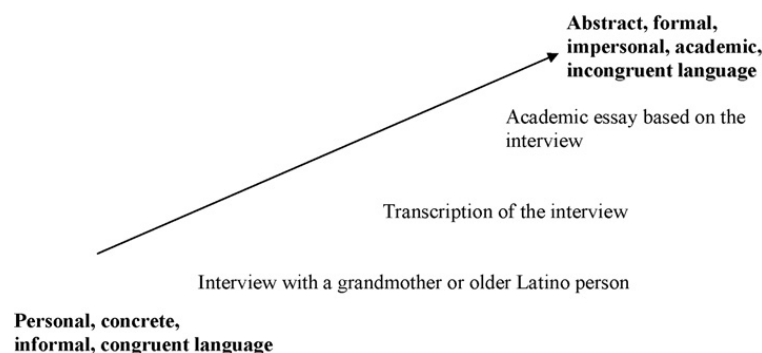 Abstract, formal,
impersonal, academic,
incongruent language
Academic essay based on the
interview
Transcription of the interview
Interview with a grandmother or older Latino person
Personal, concrete,
informal, congruent language